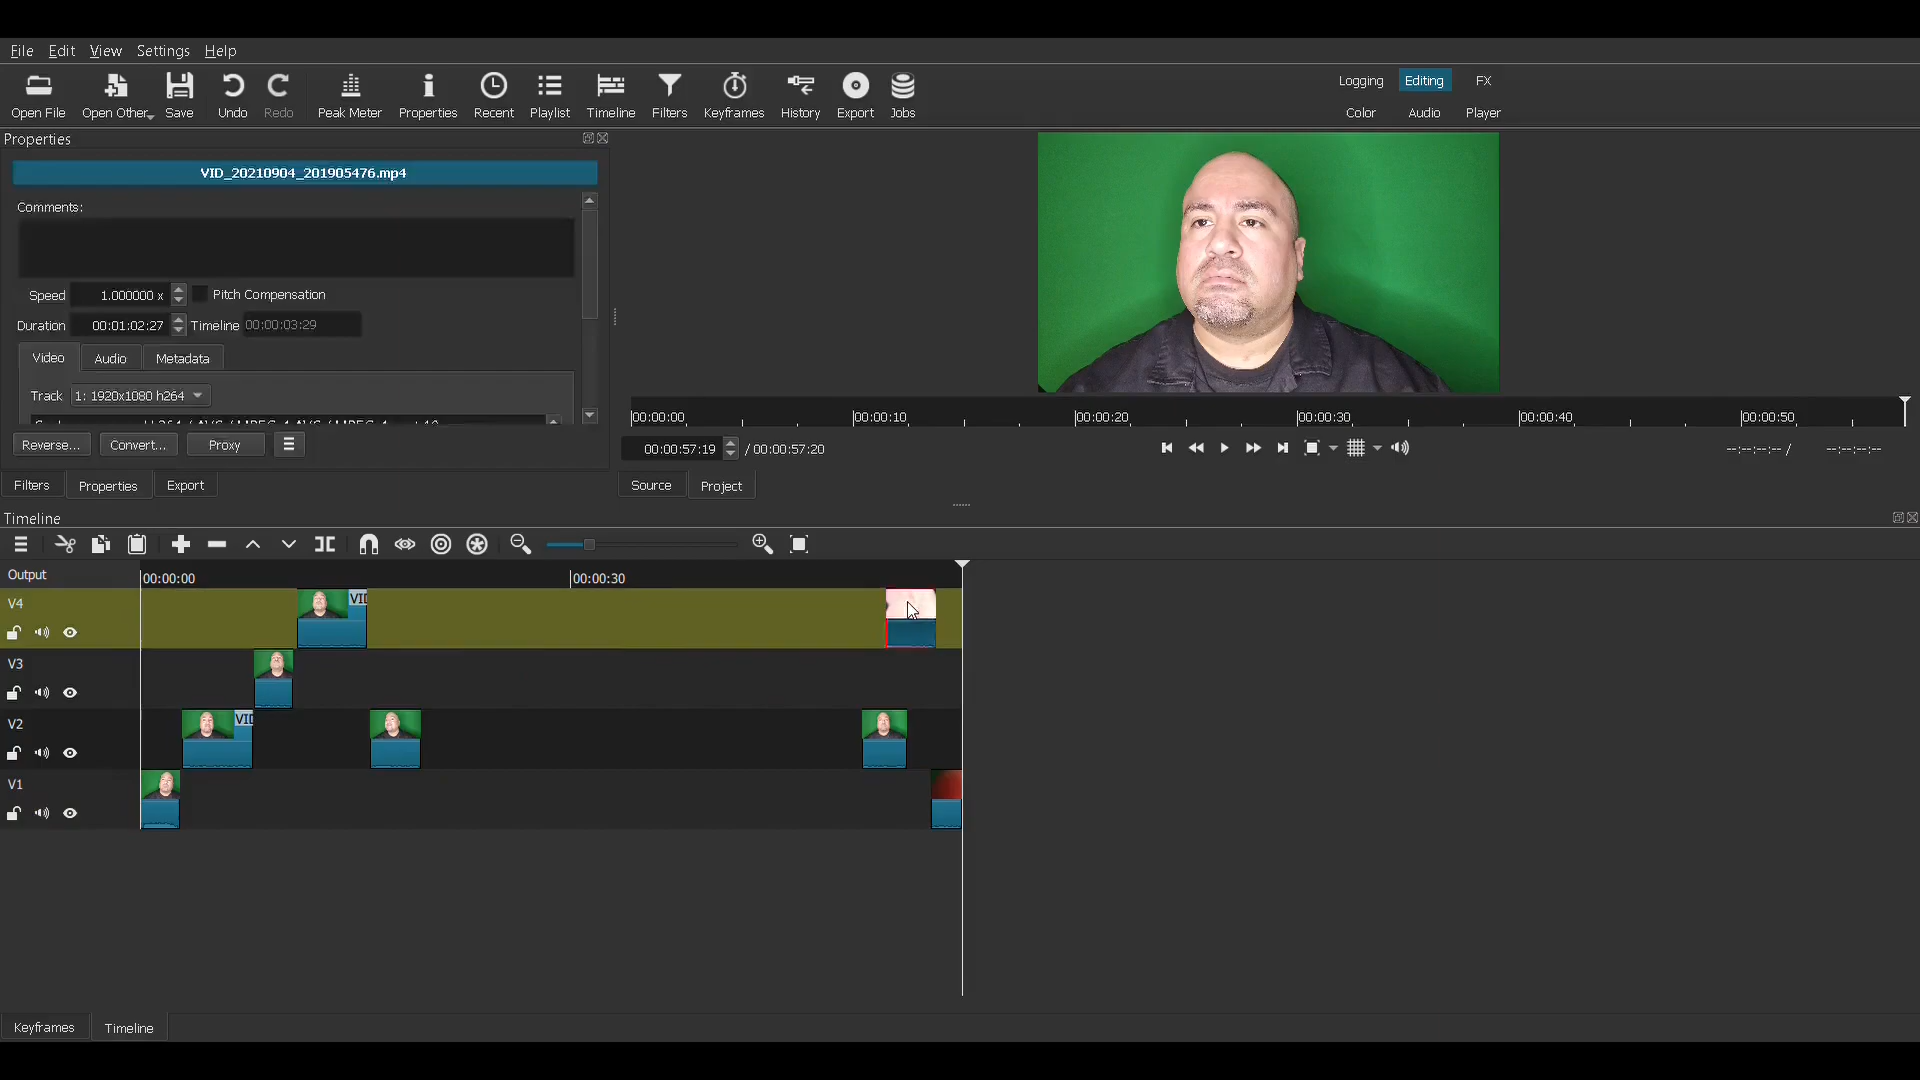 File Edit View Settings Help
Open File Open Other Save Undo Redo Peak Meter Properties Recent Playlist Timeline Filters Keyframes History Export Jobs
Logging Editing FX
Color Audio Player
Properties
VID_20210904_201905476.mp4
Comments:
Speed 1.000000 x Pitch Compensation
Duration 00:01:02:27 Timeline 00:00:03:29
Video Audio Metadata
Track 1: 1920x1080 h264
Reverse... Convert... Proxy
Filters Properties Export
00:00:00 00:00:10 00:00:20 00:00:30 00:00:40 00:00:50
00:00:57:19 / 00:00:57:20 --:--:--:-- / --:--:--:--
Source Project
Timeline
Output 00:00:00 00:00:30
V4 VID
V3
V2 VID
V1
Keyframes Timeline